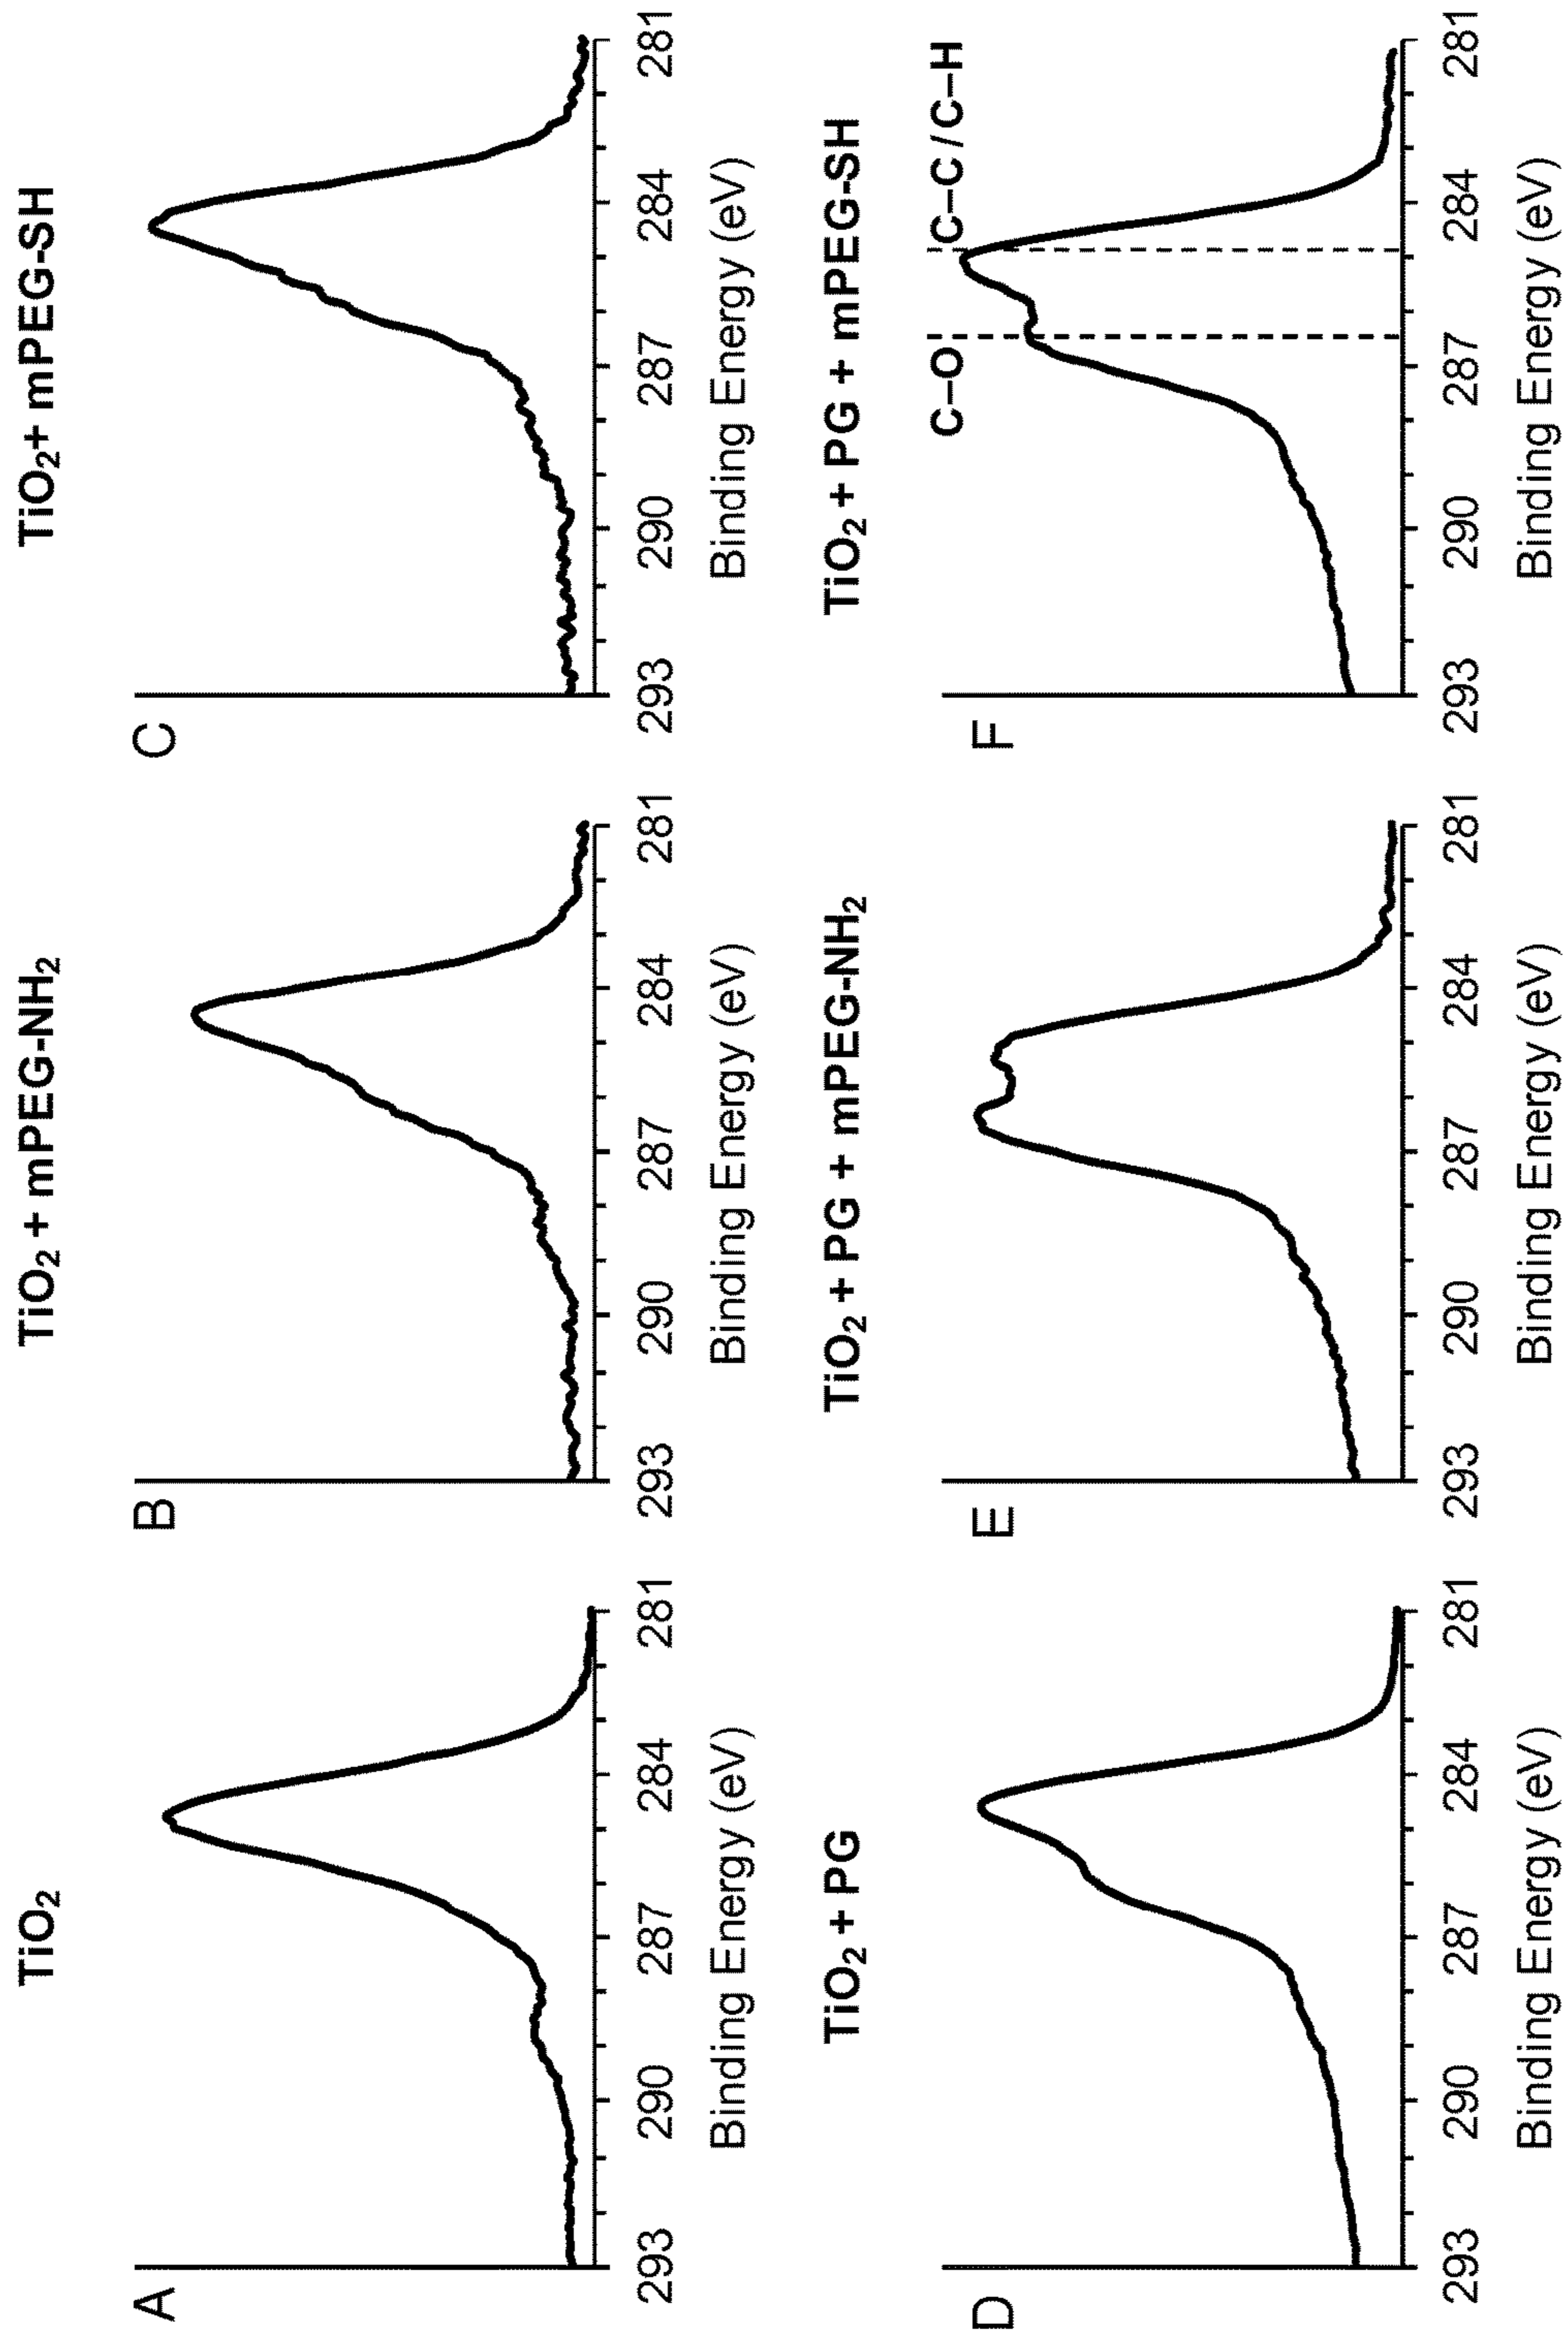 TiO₂
A
293 290 287 284 281
Binding Energy (eV)
TiO₂ + mPEG-NH₂
B
293 290 287 284 281
Binding Energy (eV)
TiO₂+ mPEG-SH
C
293 290 287 284 281
Binding Energy (eV)
TiO₂ + PG
D
293 290 287 284 281
Binding Energy (eV)
TiO₂ + PG + mPEG-NH₂
E
293 290 287 284 281
Binding Energy (eV)
TiO₂ + PG + mPEG-SH
F
C–O C–C / C–H
293 290 287 284 281
Binding Energy (eV)